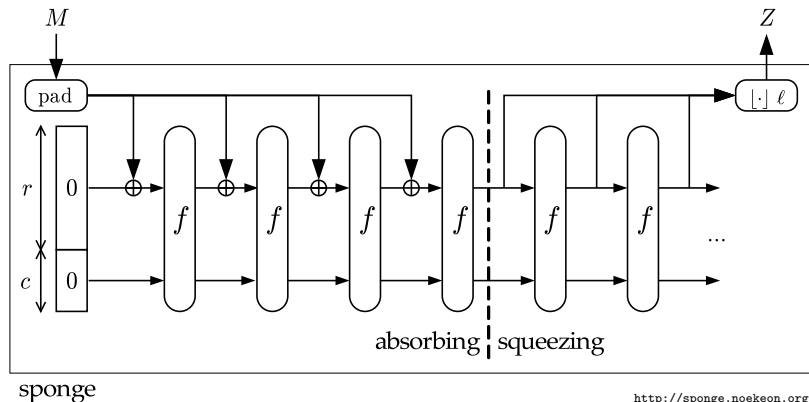 M
Z
pad
⌊·⌋ ℓ
r
0
f
f
f
f
f
f
...
c
0
absorbing
squeezing
sponge
http://sponge.noekeon.org